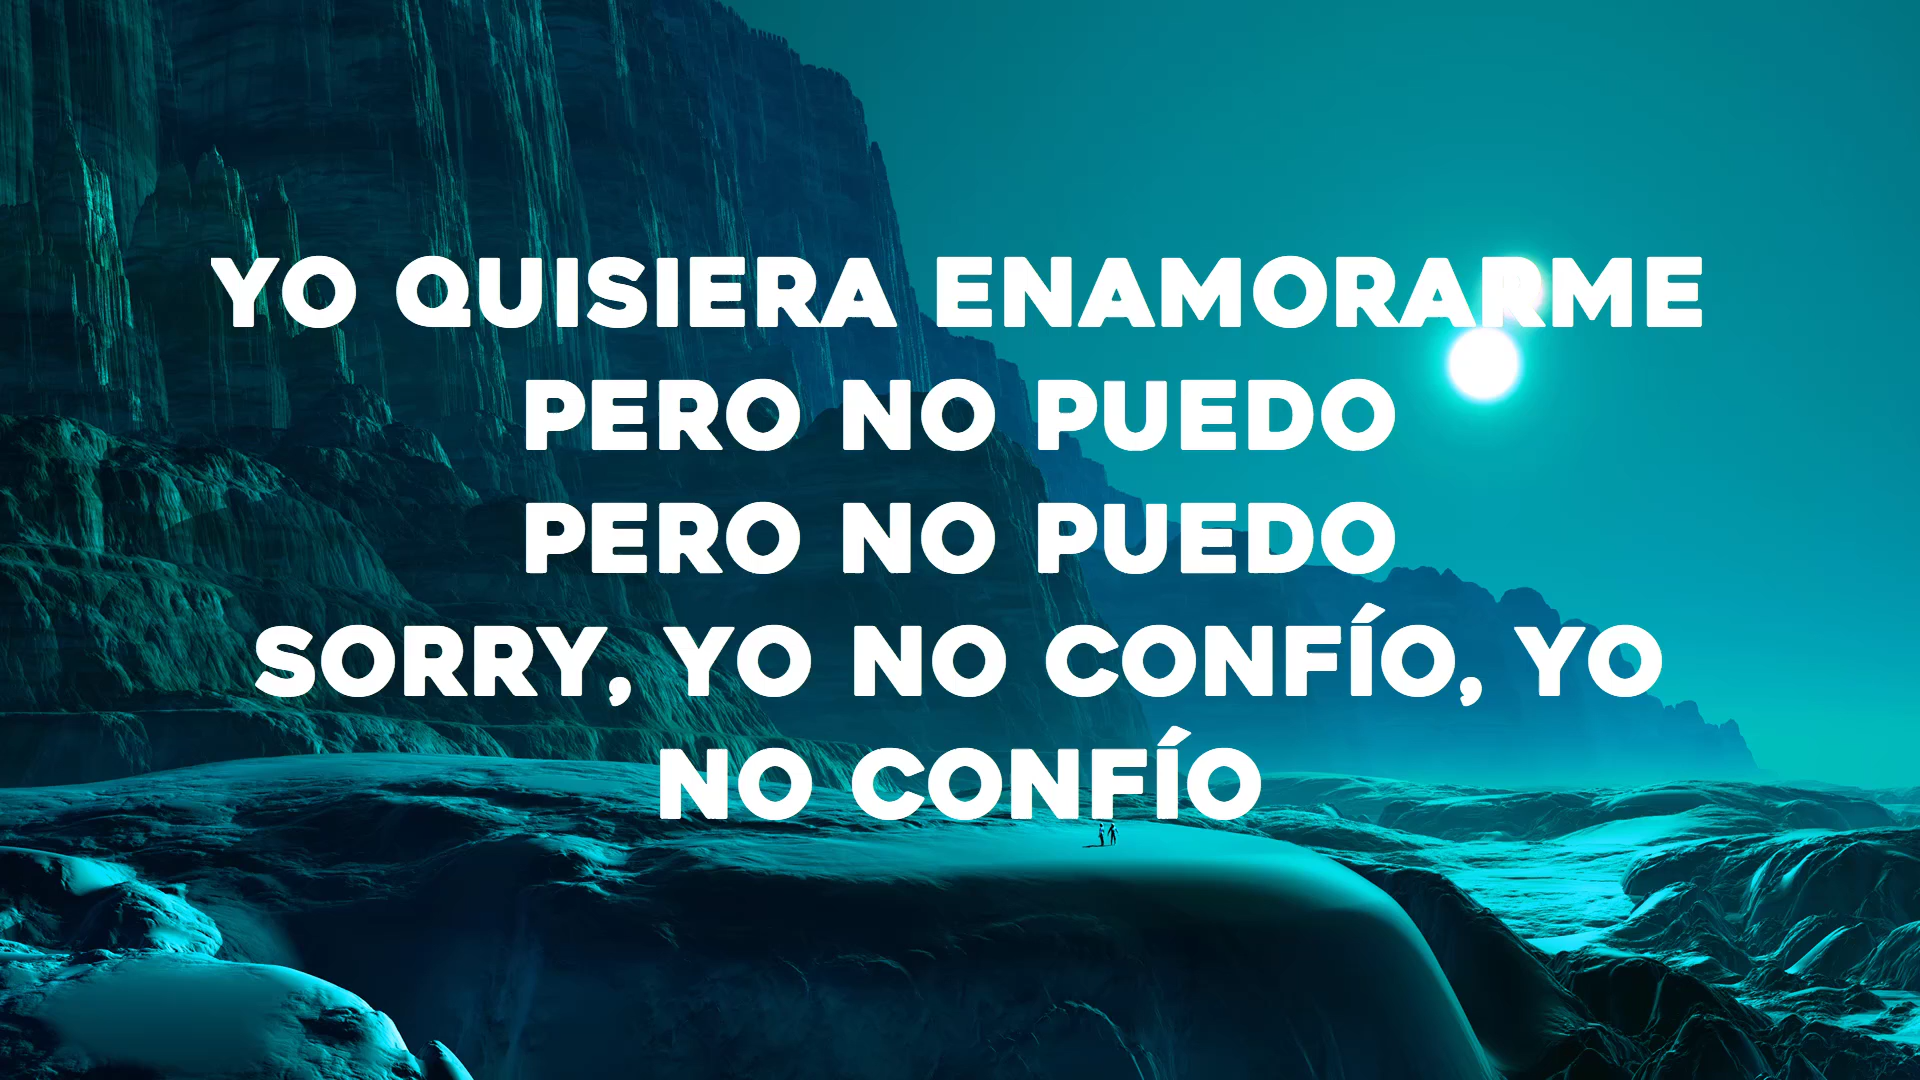 YO QUISIERA ENAMORARME
PERO NO PUEDO
PERO NO PUEDO
SORRY, YO NO CONFÍO, YO
NO CONFÍO